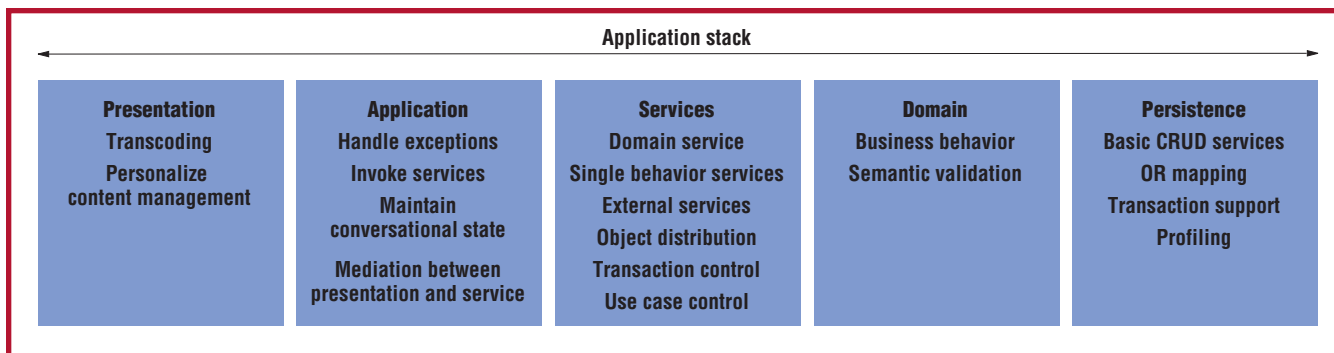 Application stack
Presentation
Transcoding
Personalize
content management
Application
Handle exceptions
Invoke services
Maintain
conversational state
Mediation between
presentation and service
Services
Domain service
Single behavior services
External services
Object distribution
Transaction control
Use case control
Domain
Business behavior
Semantic validation
Persistence
Basic CRUD services
OR mapping
Transaction support
Profiling